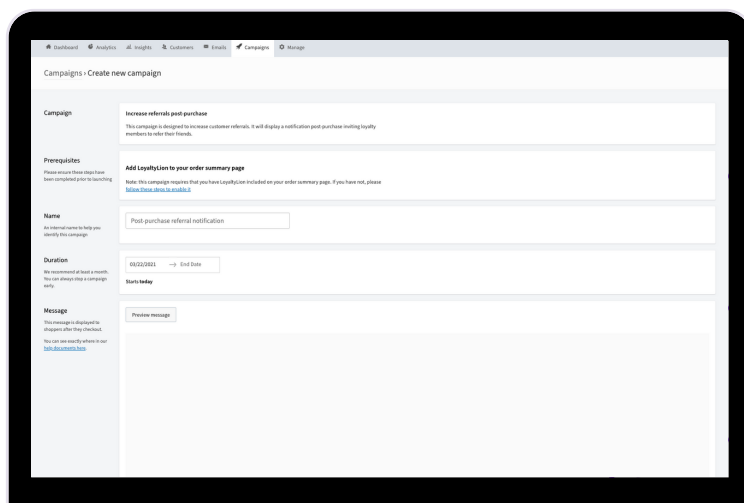 Dashboard Analytics Insights Customers Emails Campaigns Manage
Campaigns › Create new campaign
Campaign
Increase referrals post-purchase
This campaign is designed to increase customer referrals. It will display a notification post-purchase inviting loyalty
members to refer their friends.
Prerequisites
Please ensure these steps have
been completed prior to launching
Add LoyaltyLion to your order summary page
Note: this campaign requires that you have LoyaltyLion included on your order summary page. If you have not, please
follow these steps to enable it
Name
An internal name to help you
identify this campaign
Post-purchase referral notification
Duration
We recommend at least a month.
You can always stop a campaign
early.
03/22/2021 → End Date
Starts today
Message
This message is displayed to
shoppers after they checkout.
You can see exactly where in our
help documents here.
Preview message